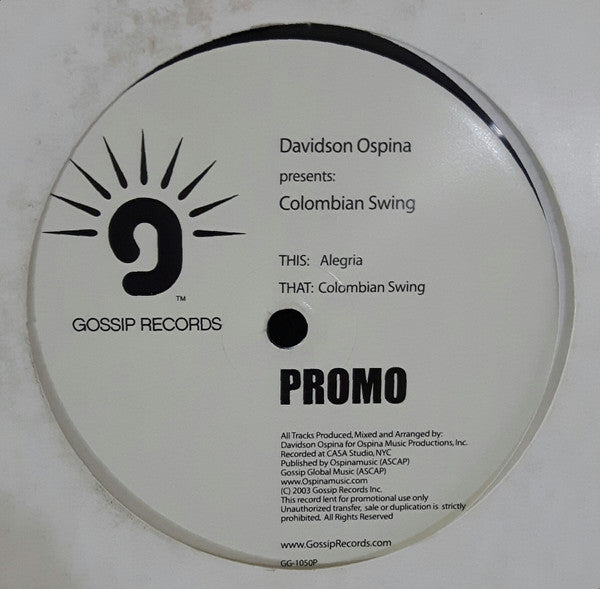 Davidson Ospina
presents:
Colombian Swing
THIS: Alegria
THAT: Colombian Swing
TM
GOSSIP RECORDS
PROMO
All Tracks Produced, Mixed and Arranged by:
Davidson Ospina for Ospina Music Productions, Inc.
Recorded at CASA Studio, NYC
Published by Ospinamusic (ASCAP)
Gossip Global Music (ASCAP)
www.Ospinamusic.com
(C) 2003 Gossip Records Inc.
This record lent for promotional use only
Unauthorized transfer, sale or duplication is strictly
prohibited. All Rights Reserved
www.GossipRecords.com
GG-1050P